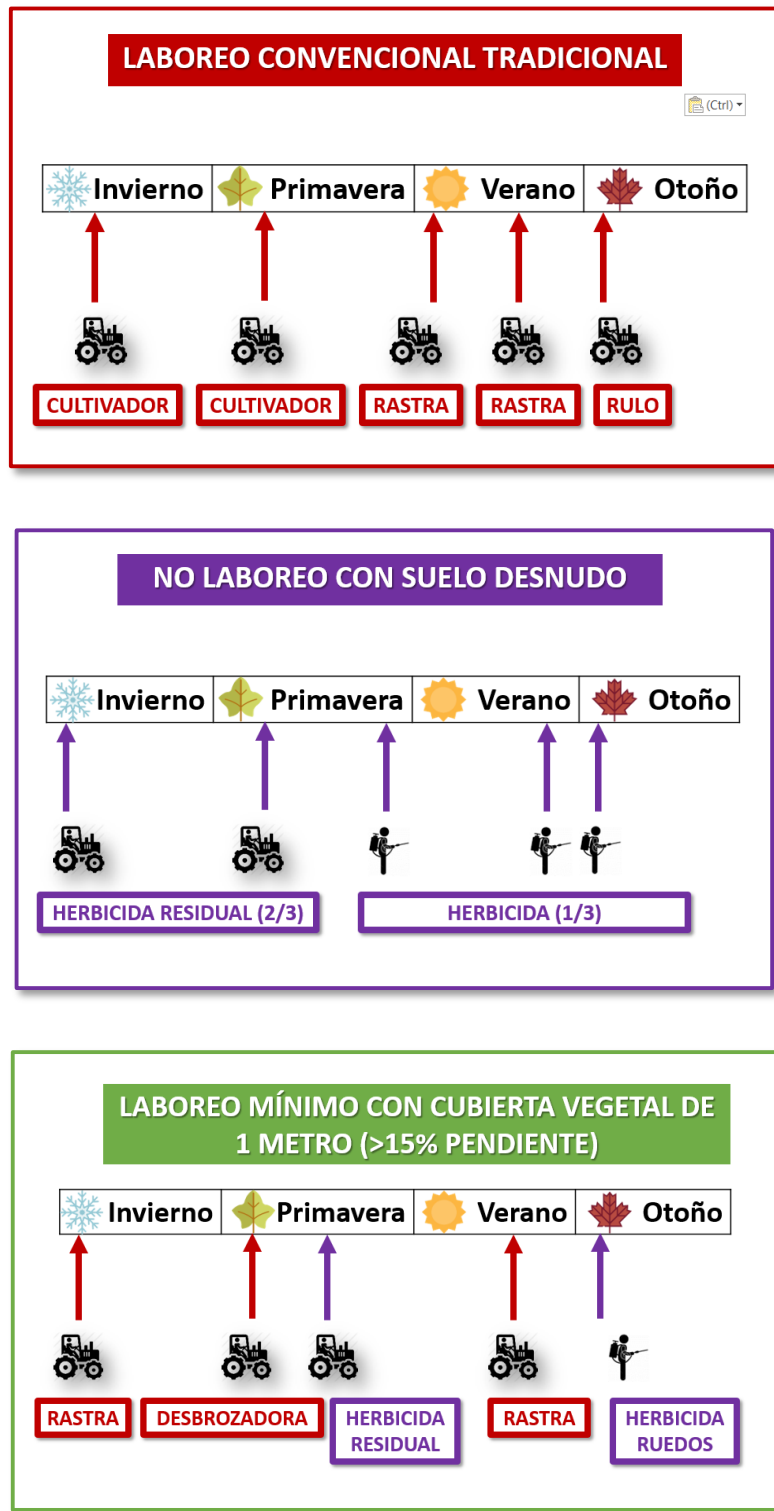 LABOREO CONVENCIONAL TRADICIONAL
(Ctrl)
Invierno Primavera Verano Otoño
CULTIVADOR CULTIVADOR RASTRA RASTRA RULO
NO LABOREO CON SUELO DESNUDO
Invierno Primavera Verano Otoño
HERBICIDA RESIDUAL (2/3) HERBICIDA (1/3)
LABOREO MÍNIMO CON CUBIERTA VEGETAL DE
1 METRO (>15% PENDIENTE)
Invierno Primavera Verano Otoño
RASTRA DESBROZADORA HERBICIDA
RESIDUAL RASTRA HERBICIDA
RUEDOS